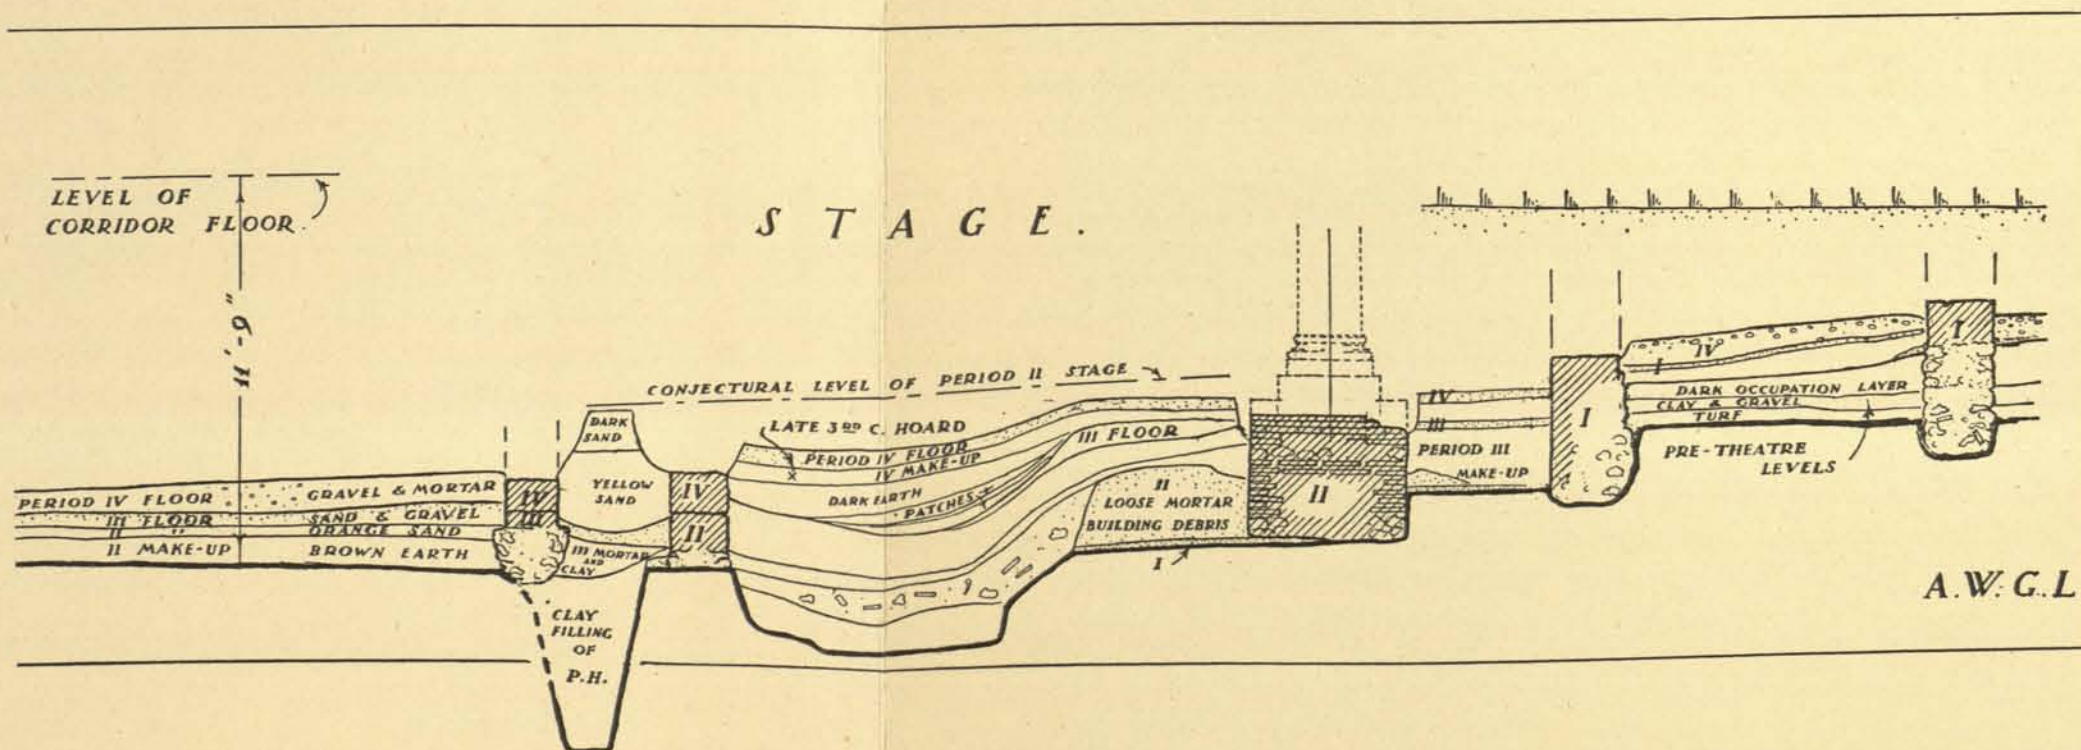 LEVEL OF
CORRIDOR FLOOR.
11'-9"
STAGE.
CONJECTURAL LEVEL OF PERIOD II STAGE
PERIOD IV FLOOR
GRAVEL & MORTAR
III FLOOR
SAND & GRAVEL
II "
ORANGE SAND
II MAKE-UP
BROWN EARTH
IV
III
DARK
SAND
YELLOW
SAND
III MORTAR
AND
CLAY
CLAY
FILLING
OF
P.H.
IV
II
LATE 3RD C. HOARD
PERIOD IV FLOOR
IV MAKE-UP
DARK EARTH
PATCHES
III FLOOR
II
LOOSE MORTAR
BUILDING DEBRIS
I
II
IV
III
PERIOD III
MAKE-UP
I
IV
I
DARK OCCUPATION LAYER
CLAY & GRAVEL
TURF
PRE-THEATRE
LEVELS
I
A.W.G.L